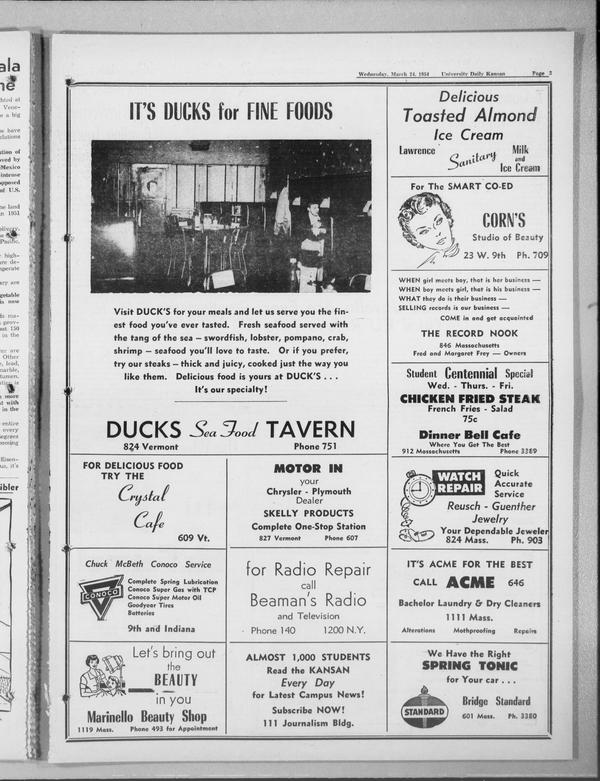 Wednesday, March 24, 1954 University Daily Kansan Page 3
IT'S DUCKS for FINE FOODS
Visit DUCK'S for your meals and let us serve you the fin-
est food you've ever tasted. Fresh seafood served with
the tang of the sea — swordfish, lobster, pompano, crab,
shrimp — seafood you'll love to taste. Or if you prefer,
try our steaks — thick and juicy, cooked just the way you
like them. Delicious food is yours at DUCK'S . . .
It's our specialty!
DUCKS Sea Food TAVERN
824 Vermont Phone 751
Delicious
Toasted Almond
Ice Cream
Lawrence Sanitary Milk
and
Ice Cream
For The SMART CO-ED
CORN'S
Studio of Beauty
23 W. 9th Ph. 709
WHEN girl meets boy, that is her business —
WHEN boy meets girl, that is his business —
WHAT they do is their business —
SELLING records is our business —
COME in and get acquainted
THE RECORD NOOK
846 Massachusetts
Fred and Margaret Frey — Owners
Student Centennial Special
Wed. - Thurs. - Fri.
CHICKEN FRIED STEAK
French Fries - Salad
75c
Dinner Bell Cafe
Where You Get The Best
912 Massachusetts Phone 3389
FOR DELICIOUS FOOD
TRY THE
Crystal
Cafe
609 Vt.
MOTOR IN
your
Chrysler - Plymouth
Dealer
SKELLY PRODUCTS
Complete One-Stop Station
827 Vermont Phone 607
WATCH
REPAIR
Quick
Accurate
Service
Reusch - Guenther
Jewelry
Your Dependable Jeweler
824 Mass. Ph. 903
Chuck McBeth Conoco Service
CONOCO
Complete Spring Lubrication
Conoco Super Gas with TCP
Conoco Super Motor Oil
Goodyear Tires
Batteries
9th and Indiana
for Radio Repair
call
Beaman's Radio
and Television
Phone 140 1200 N.Y.
IT'S ACME FOR THE BEST
CALL ACME 646
Bachelor Laundry & Dry Cleaners
1111 Mass.
Alterations Mothproofing Repairs
Let's bring out
the
BEAUTY
in you
Marinello Beauty Shop
1119 Mass. Phone 493 for Appointment
ALMOST 1,000 STUDENTS
Read the KANSAN
Every Day
for Latest Campus News!
Subscribe NOW!
111 Journalism Bldg.
We Have the Right
SPRING TONIC
for Your car . . .
STANDARD
Bridge Standard
601 Mass. Ph. 3380